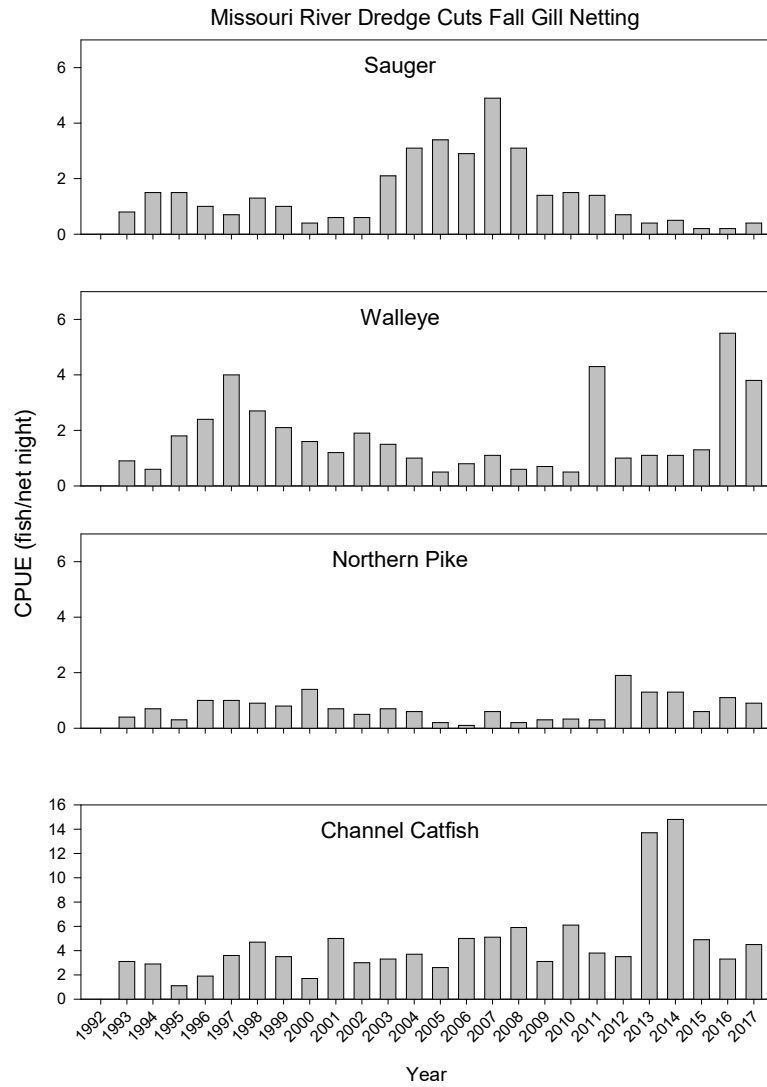 Missouri River Dredge Cuts Fall Gill Netting
Sauger
6
4
2
0
Walleye
6
4
2
0
CPUE (fish/net night)
Northern Pike
6
4
2
0
Channel Catfish
16
14
12
10
8
6
4
2
0
1992 1993 1994 1995 1996 1997 1998 1999 2000 2001 2002 2003 2004 2005 2006 2007 2008 2009 2010 2011 2012 2013 2014 2015 2016 2017
Year